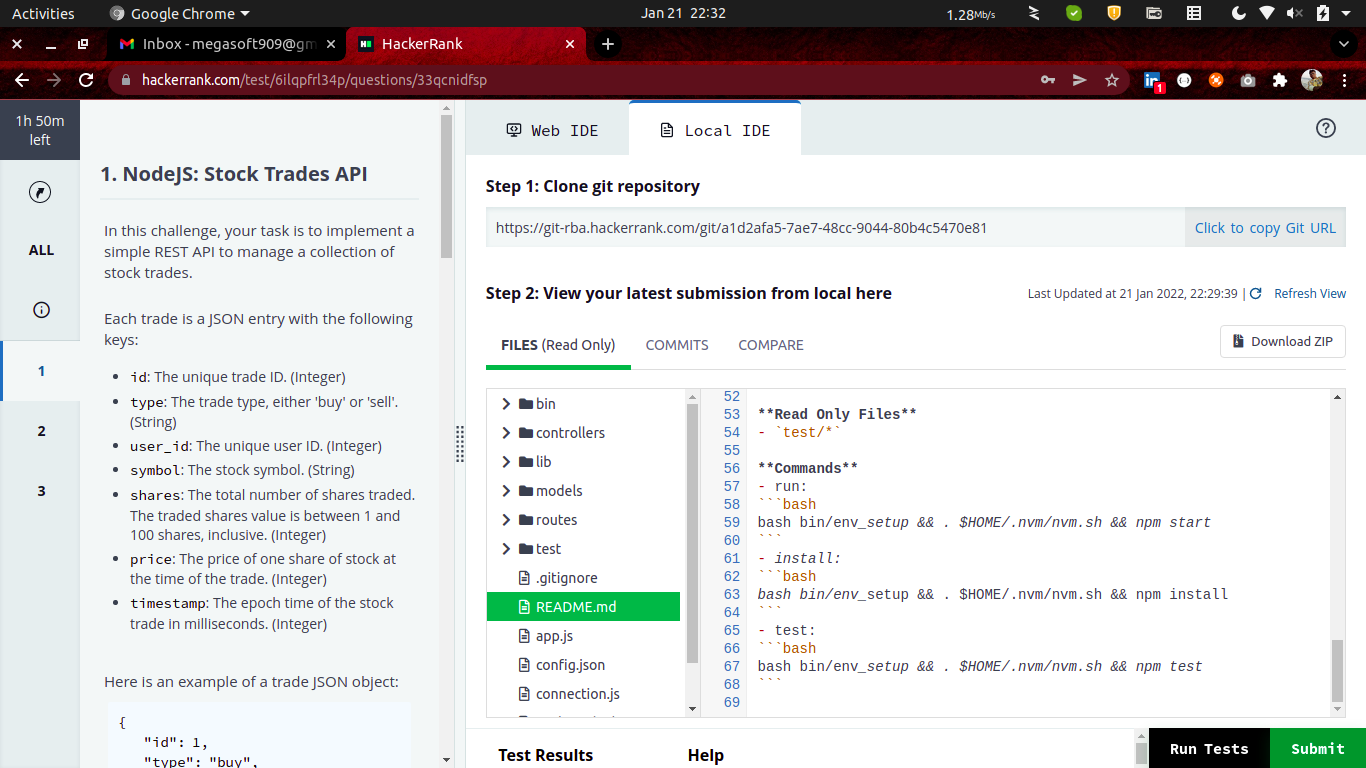 Activities Google Chrome Jan 21 22:32 1.28Mb/s
Inbox - megasoft909@gm HackerRank
hackerrank.com/test/6ilqpfrl34p/questions/33qcnidfsp 1
1h 50m
left
ALL
1
2
3
1. NodeJS: Stock Trades API
In this challenge, your task is to implement a
simple REST API to manage a collection of
stock trades.
Each trade is a JSON entry with the following
keys:
• id: The unique trade ID. (Integer)
• type: The trade type, either 'buy' or 'sell'.
(String)
• user_id: The unique user ID. (Integer)
• symbol: The stock symbol. (String)
• shares: The total number of shares traded.
The traded shares value is between 1 and
100 shares, inclusive. (Integer)
• price: The price of one share of stock at
the time of the trade. (Integer)
• timestamp: The epoch time of the stock
trade in milliseconds. (Integer)
Here is an example of a trade JSON object:
{
"id": 1,
"type": "buy",
Web IDE Local IDE
Step 1: Clone git repository
https://git-rba.hackerrank.com/git/a1d2afa5-7ae7-48cc-9044-80b4c5470e81 Click to copy Git URL
Step 2: View your latest submission from local here Last Updated at 21 Jan 2022, 22:29:39 | Refresh View
FILES (Read Only) COMMITS COMPARE Download ZIP
bin
controllers
lib
models
routes
test
.gitignore
README.md
app.js
config.json
connection.js
52
53 **Read Only Files**
54 - `test/*`
55
56 **Commands**
57 - run:
58 ```bash
59 bash bin/env_setup && . $HOME/.nvm/nvm.sh && npm start
60 ```
61 - install:
62 ```bash
63 bash bin/env_setup && . $HOME/.nvm/nvm.sh && npm install
64 ```
65 - test:
66 ```bash
67 bash bin/env_setup && . $HOME/.nvm/nvm.sh && npm test
68 ```
69
Test Results Help Run Tests Submit